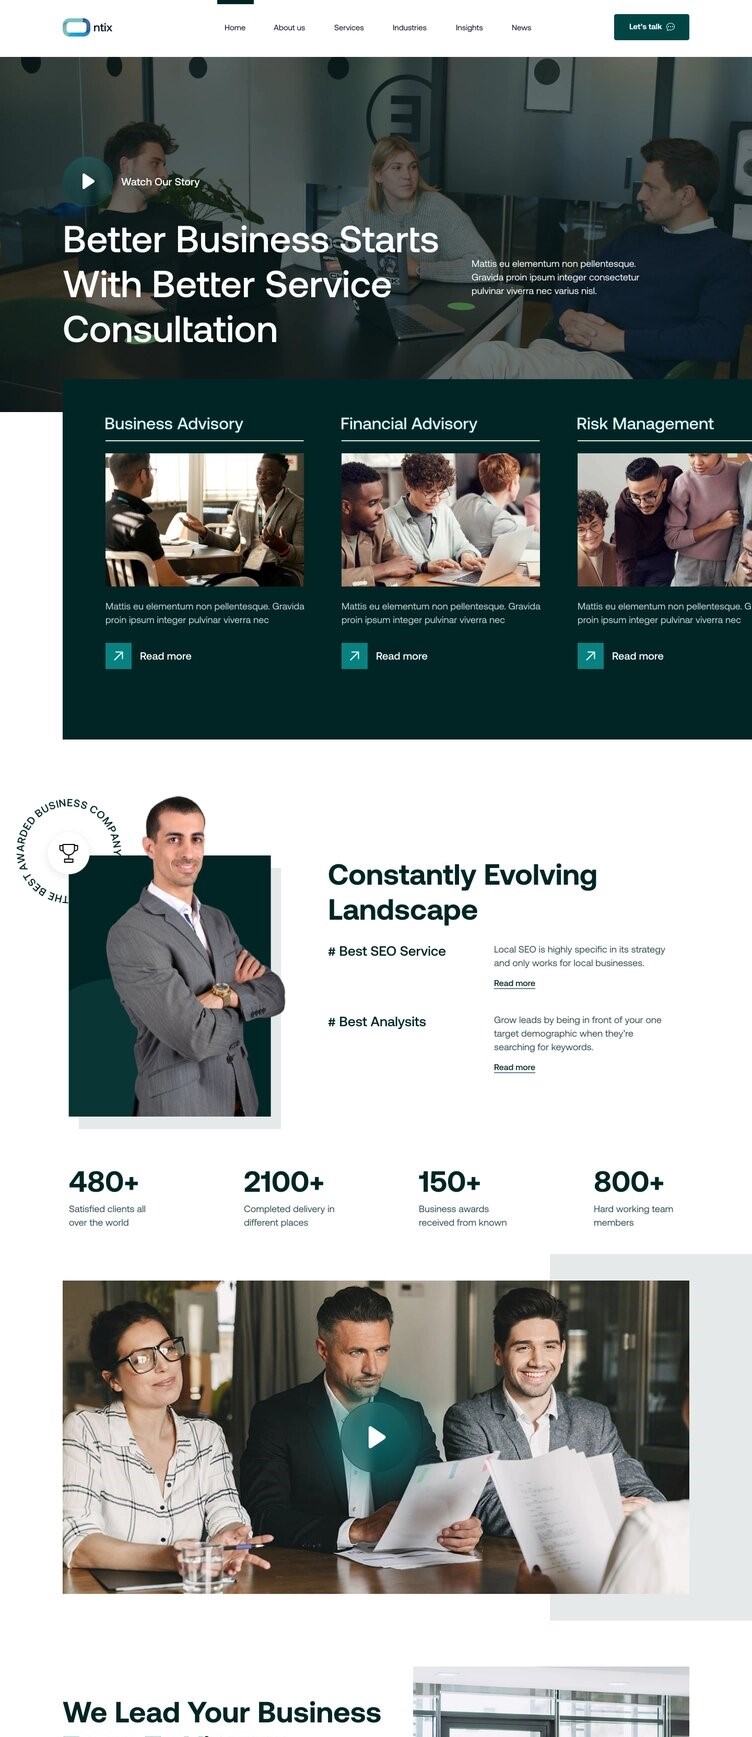 ntix
Home
About us
Services
Industries
Insights
News
Let's talk
Watch Our Story
Better Business Starts
With Better Service
Consultation
Mattis eu elementum non pellentesque.
Gravida proin ipsum integer consectetur
pulvinar viverra nec varius nisl.
Business Advisory
Mattis eu elementum non pellentesque. Gravida
proin ipsum integer pulvinar viverra nec
Read more
Financial Advisory
Mattis eu elementum non pellentesque. Gravida
proin ipsum integer pulvinar viverra nec
Read more
Risk Management
Mattis eu elementum non pellentesque. G
proin ipsum integer pulvinar viverra nec
Read more
THE BEST AWARDED BUSINESS COMPANY
Constantly Evolving
Landscape
# Best SEO Service
Local SEO is highly specific in its strategy
and only works for local businesses.
Read more
# Best Analysits
Grow leads by being in front of your one
target demographic when they're
searching for keywords.
Read more
480+
Satisfied clients all
over the world
2100+
Completed delivery in
different places
150+
Business awards
received from known
800+
Hard working team
members
We Lead Your Business